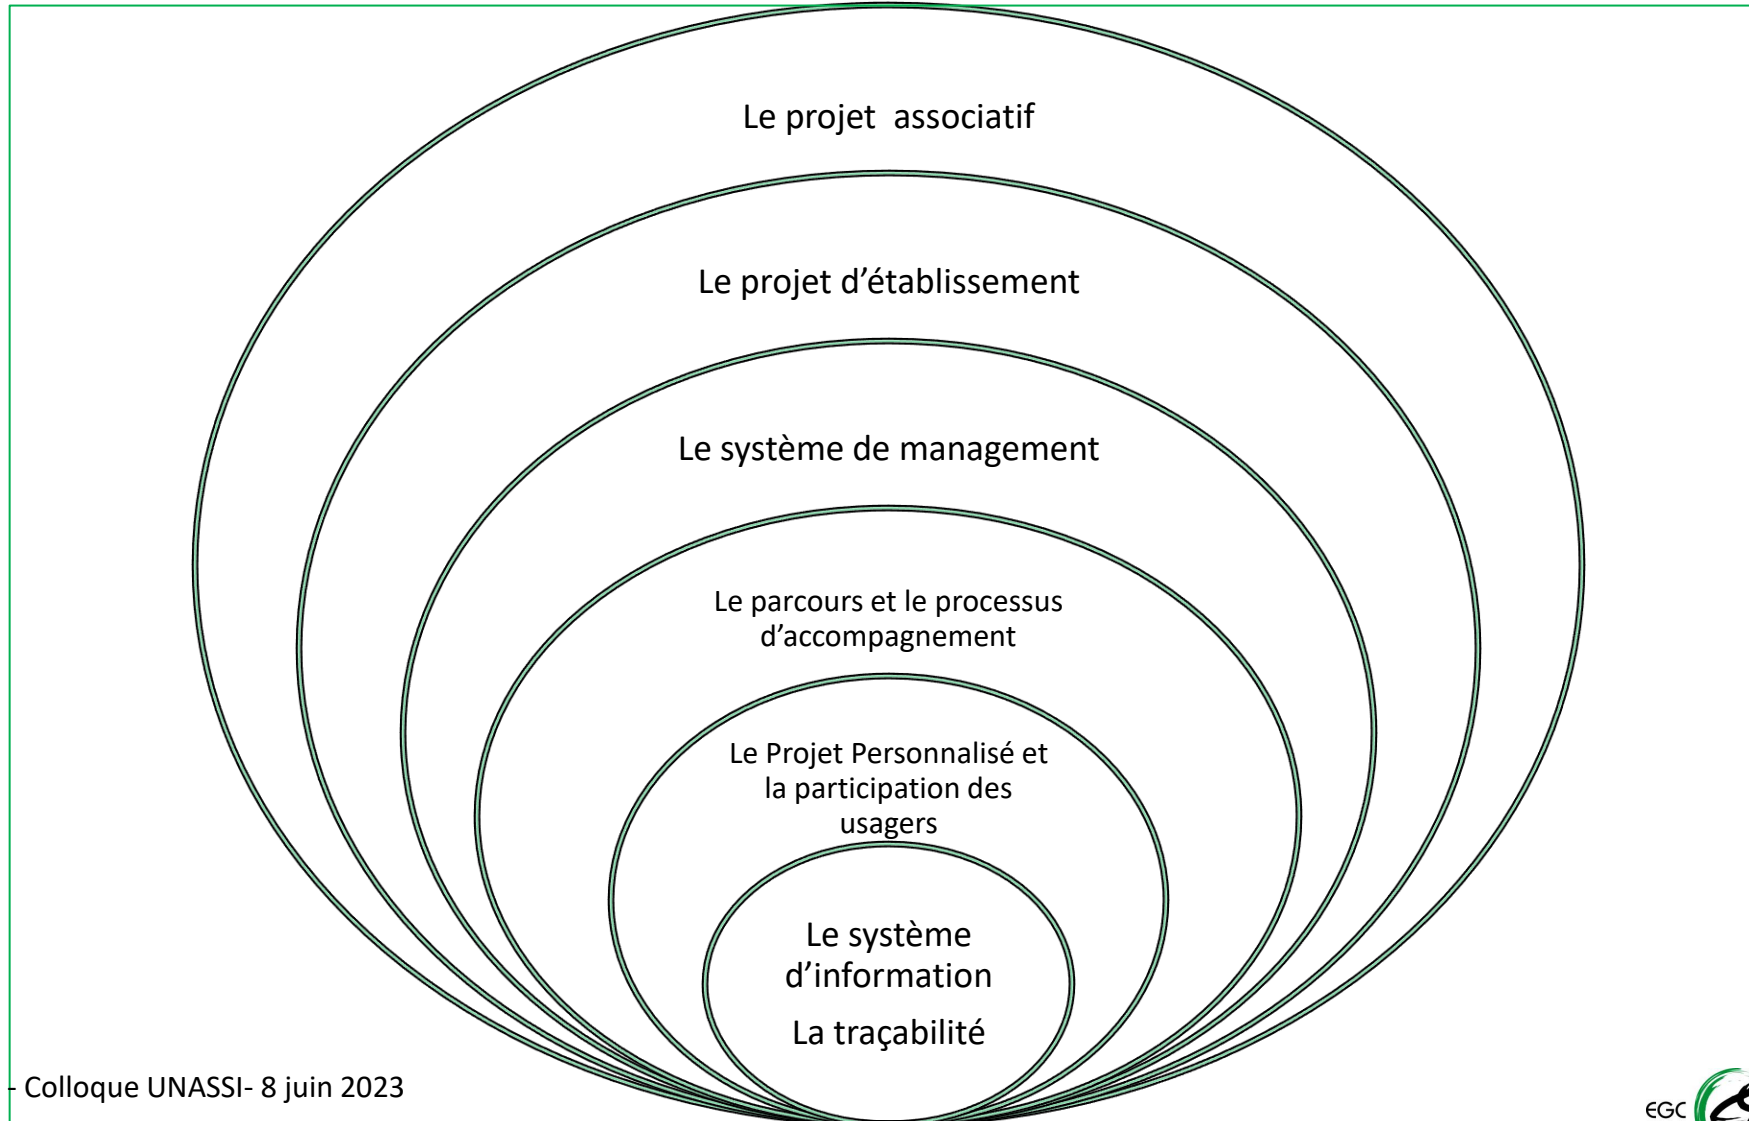 Le projet  associatif
Le projet d’établissement
Le système de management
Le parcours et le processus
d’accompagnement
Le Projet Personnalisé et
la participation des
usagers
Le système
d’information
La traçabilité
- Colloque UNASSI- 8 juin 2023
EGC